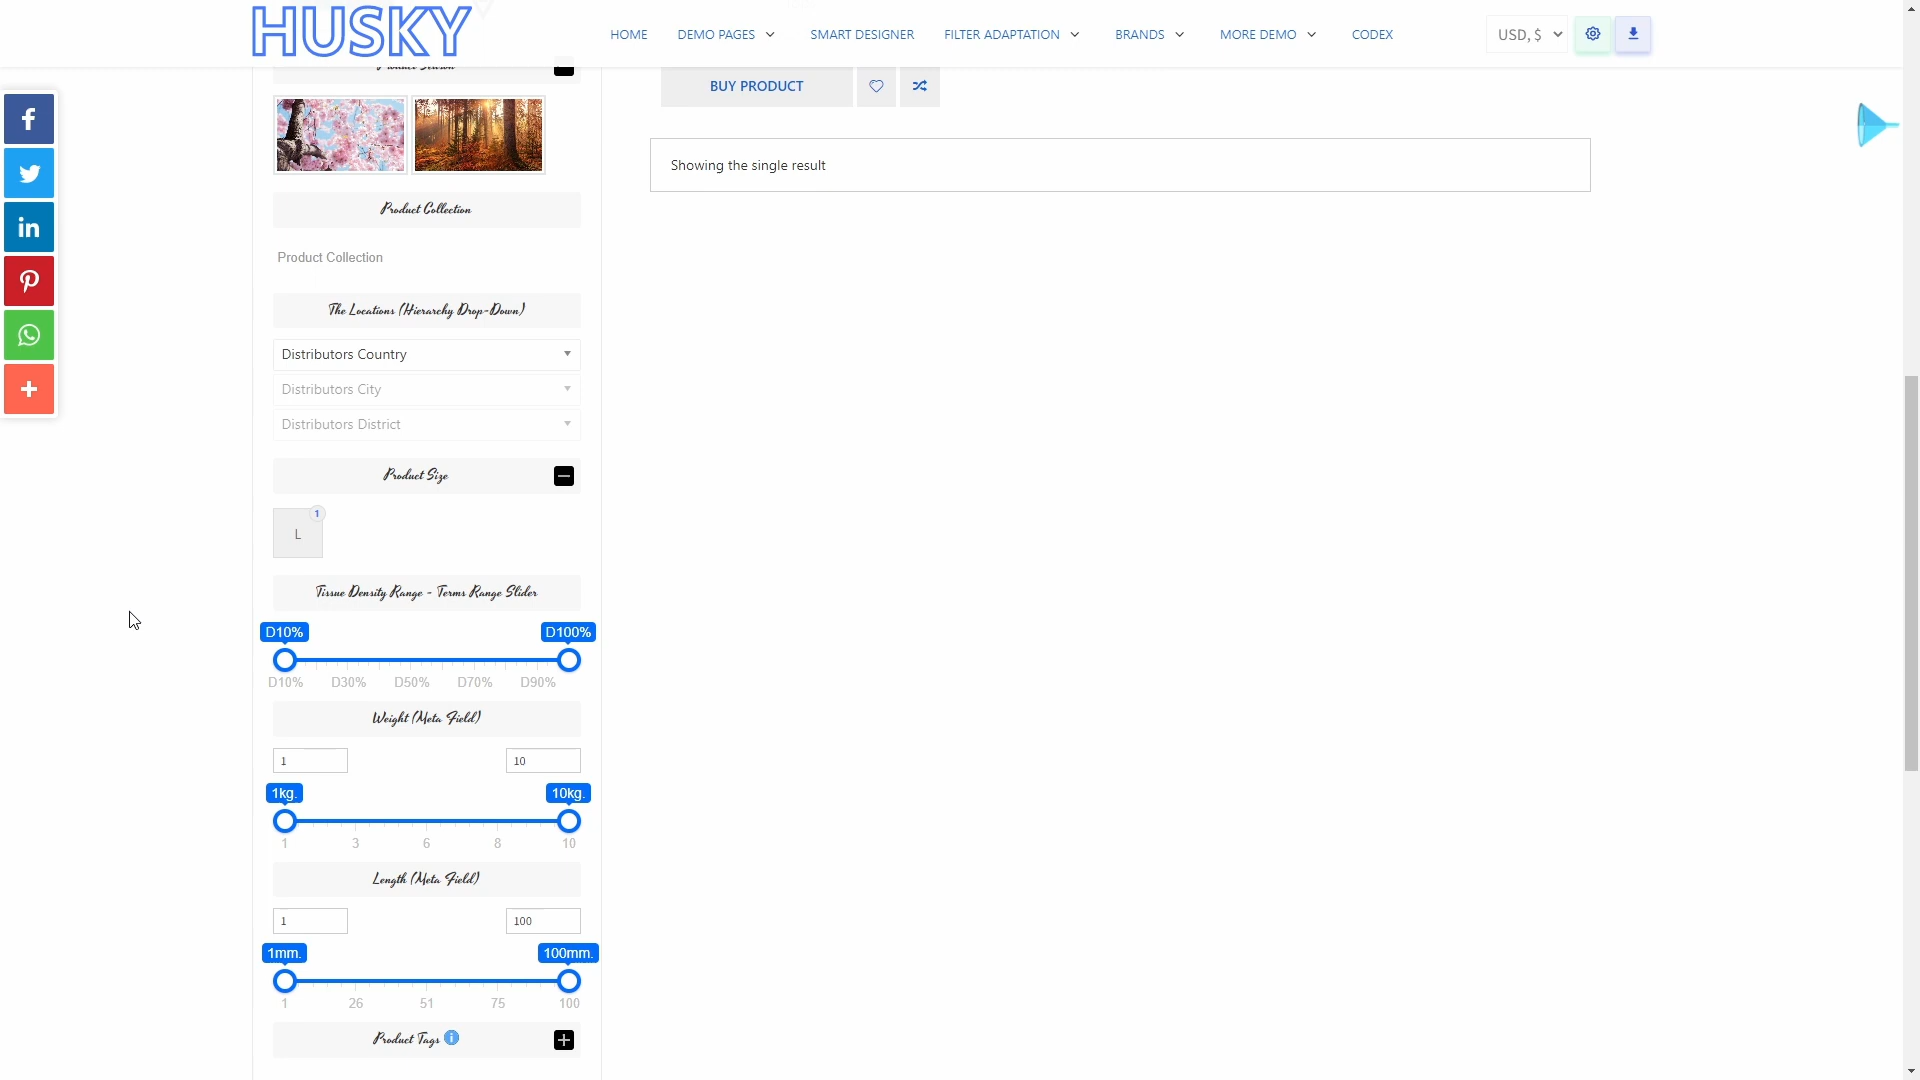 HUSKY
HOME
DEMO PAGES
SMART DESIGNER
FILTER ADAPTATION
BRANDS
MORE DEMO
CODEX
USD, $
Product Season
BUY PRODUCT
Showing the single result
Product Collection
Product Collection
The Locations (Hierarchy Drop-Down)
Distributors Country
Distributors City
Distributors District
Product Size
1
L
Tissue Density Range - Terms Range Slider
D10% D100%
D10% D30% D50% D70% D90%
Weight (Meta Field)
1 10
1kg. 10kg.
1 3 6 8 10
Length (Meta Field)
1 100
1mm. 100mm.
1 26 51 75 100
Product Tags